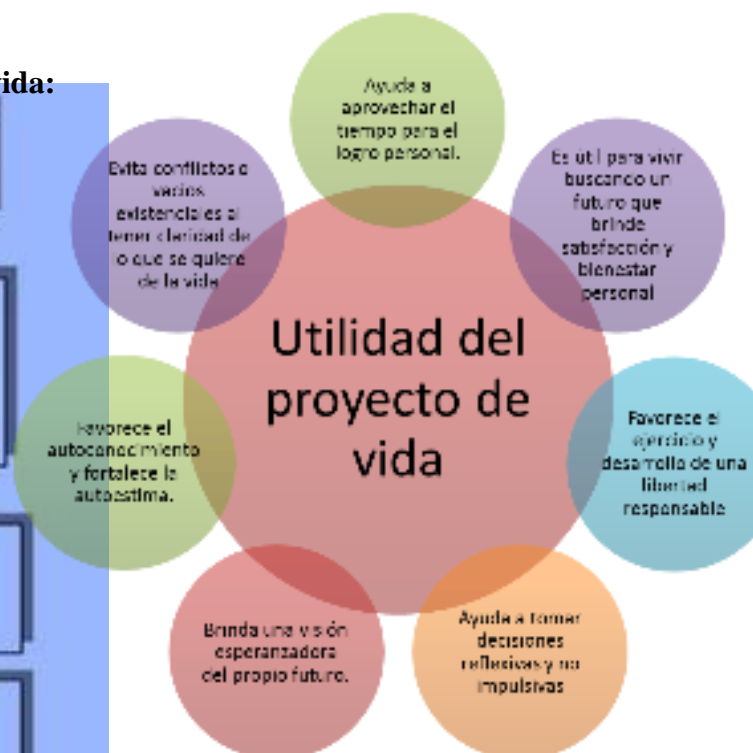 vida:
Ayuda a
aprovechar el
tiempo para el
logro personal.
Es útil para vivir
buscando un
futuro que
brinde
satisfacción y
bienestar
personal
Favorece el
ejercicio y
desarrollo de una
libertad
responsable
Ayuda a tomar
decisiones
reflexivas y no
impulsivas
Brinda una visión
esperanzadora
del propio futuro.
Favorece el
autoconocimiento
y fortalece la
autoestima.
Evita conflictos o
vacios
existenciales al
tener claridad de
lo que se quiere
de la vida
Utilidad del
proyecto de
vida